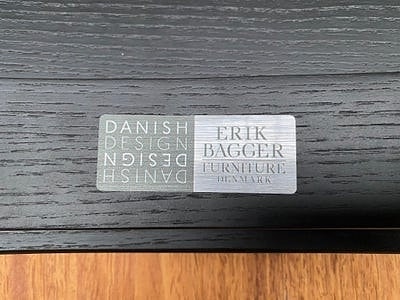 DANISH
DESIGN
DESIGN
DANISH
ERIK
BAGGER
FURNITURE
DENMARK